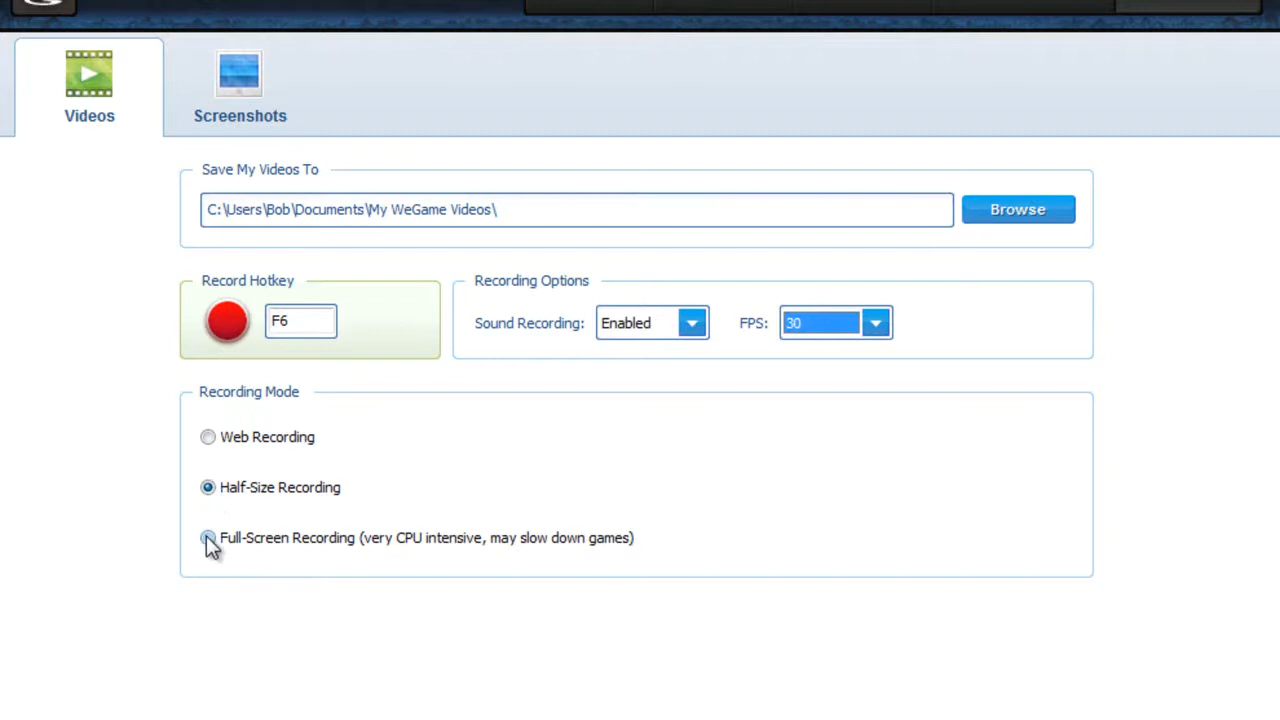 Videos
Screenshots
Save My Videos To
C:\Users\Bob\Documents\My WeGame Videos\
Browse
Record Hotkey
F6
Recording Options
Sound Recording:
Enabled
FPS:
30
Recording Mode
Web Recording
Half-Size Recording
Full-Screen Recording (very CPU intensive, may slow down games)